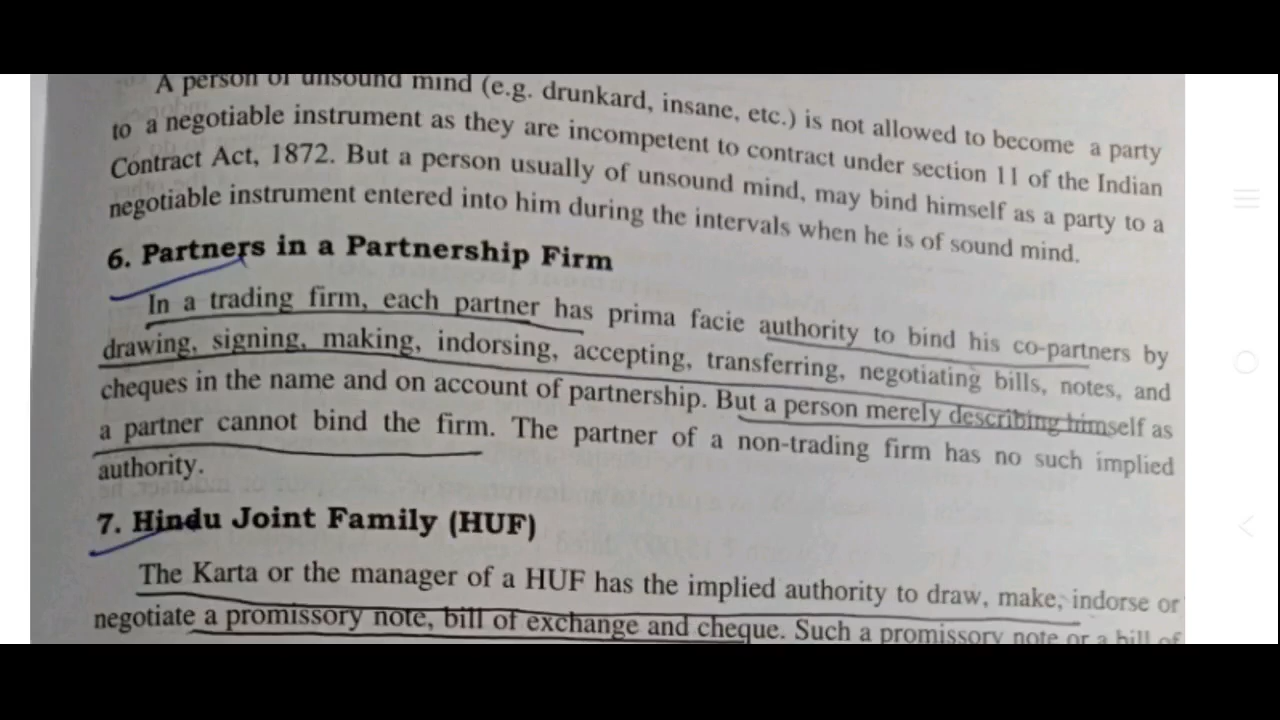 A person of unsound mind (e.g. drunkard, insane, etc.) is not allowed to become a party
to a negotiable instrument as they are incompetent to contract under section 11 of the Indian
Contract Act, 1872. But a person usually of unsound mind, may bind himself as a party to a
negotiable instrument entered into him during the intervals when he is of sound mind.
6. Partners in a Partnership Firm
In a trading firm, each partner has prima facie authority to bind his co-partners by
drawing, signing, making, indorsing, accepting, transferring, negotiating bills, notes, and
cheques in the name and on account of partnership. But a person merely describing himself as
a partner cannot bind the firm. The partner of a non-trading firm has no such implied
authority.
7. Hindu Joint Family (HUF)
The Karta or the manager of a HUF has the implied authority to draw, make, indorse or
negotiate a promissory note, bill of exchange and cheque. Such a promissory note or a bill of